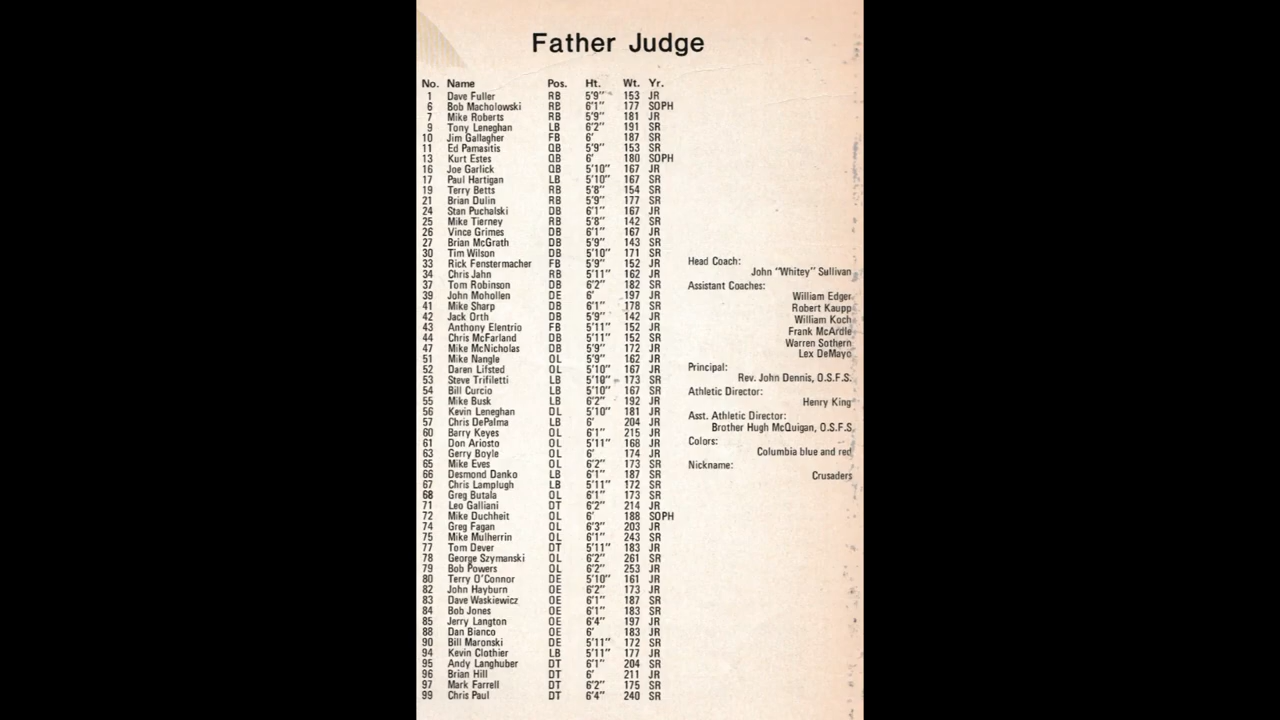 Father Judge
No. Name Pos. Ht. Wt. Yr.
1 Dave Fuller RB 5'9" 153 JR
6 Bob Macholowski RB 6'1" 177 SOPH
7 Mike Roberts RB 5'9" 181 JR
9 Tony Leneghan LB 6'2" 191 SR
10 Jim Gallagher FB 6' 187 SR
11 Ed Pamasitis QB 5'9" 153 SR
13 Kurt Estes QB 6' 180 SOPH
16 Joe Garlick QB 5'10" 167 JR
17 Paul Hartigan LB 5'10" 167 SR
19 Terry Betts RB 5'8" 154 SR
21 Brian Dulin RB 5'9" 177 SR
24 Stan Puchalski DB 6'1" 167 JR
25 Mike Tierney RB 5'8" 142 SR
26 Vince Grimes DB 6'1" 167 JR
27 Brian McGrath DB 5'9" 143 SR
30 Tim Wilson DB 5'10" 171 SR
33 Rick Fenstermacher FB 5'9" 152 JR
34 Chris Jahn RB 5'11" 162 JR
37 Tom Robinson DB 6'2" 182 SR
39 John Mohollen DE 6' 197 JR
41 Mike Sharp DB 6'1" 178 SR
42 Jack Orth DB 5'9" 142 JR
43 Anthony Elentrio FB 5'11" 152 JR
44 Chris McFarland DB 5'11" 152 SR
47 Mike McNicholas DB 5'9" 172 JR
51 Mike Nangle OL 5'9" 162 JR
52 Daren Lifsted OL 5'10" 167 JR
53 Steve Trifiletti LB 5'10" 173 SR
54 Bill Curcio LB 5'10" 167 SR
55 Mike Busk LB 6'2" 192 JR
56 Kevin Leneghan DL 5'10" 181 JR
57 Chris DePalma LB 6' 204 JR
60 Barry Keyes OL 6'1" 215 JR
61 Don Ariosto OL 5'11" 168 JR
63 Gerry Boyle OL 6' 174 JR
65 Mike Eves OL 6'2" 173 SR
66 Desmond Danko LB 6'1" 187 SR
67 Chris Lamplugh LB 5'11" 172 SR
68 Greg Butala OL 6'1" 173 SR
71 Leo Galliani DT 6'2" 214 JR
72 Mike Duchheit OL 6' 188 SOPH
74 Greg Fagan OL 6'3" 203 JR
75 Mike Mulherrin OL 6'1" 243 SR
77 Tom Dever DT 5'11" 183 JR
78 George Szymanski OL 6'2" 261 SR
79 Bob Powers OL 6'2" 253 JR
80 Terry O'Connor DE 5'10" 161 JR
82 John Hayburn OE 6'2" 173 JR
83 Dave Waskiewicz OE 6'1" 187 SR
84 Bob Jones OE 6'1" 183 SR
85 Jerry Langton OE 6'4" 197 JR
88 Dan Bianco OE 6' 183 JR
90 Bill Maronski DE 5'11" 172 SR
94 Kevin Clothier LB 5'11" 177 JR
95 Andy Langhuber DT 6'1" 204 SR
96 Brian Hill DT 6' 211 JR
97 Mark Farrell DT 6'2" 175 SR
99 Chris Paul DT 6'4" 240 SR
Head Coach:
John "Whitey" Sullivan
Assistant Coaches:
William Edger
Robert Kaupp
William Koch
Frank McArdle
Warren Sothern
Lex DeMayo
Principal:
Rev. John Dennis, O.S.F.S.
Athletic Director:
Henry King
Asst. Athletic Director:
Brother Hugh McQuigan, O.S.F.S
Colors:
Columbia blue and red
Nickname:
Crusaders